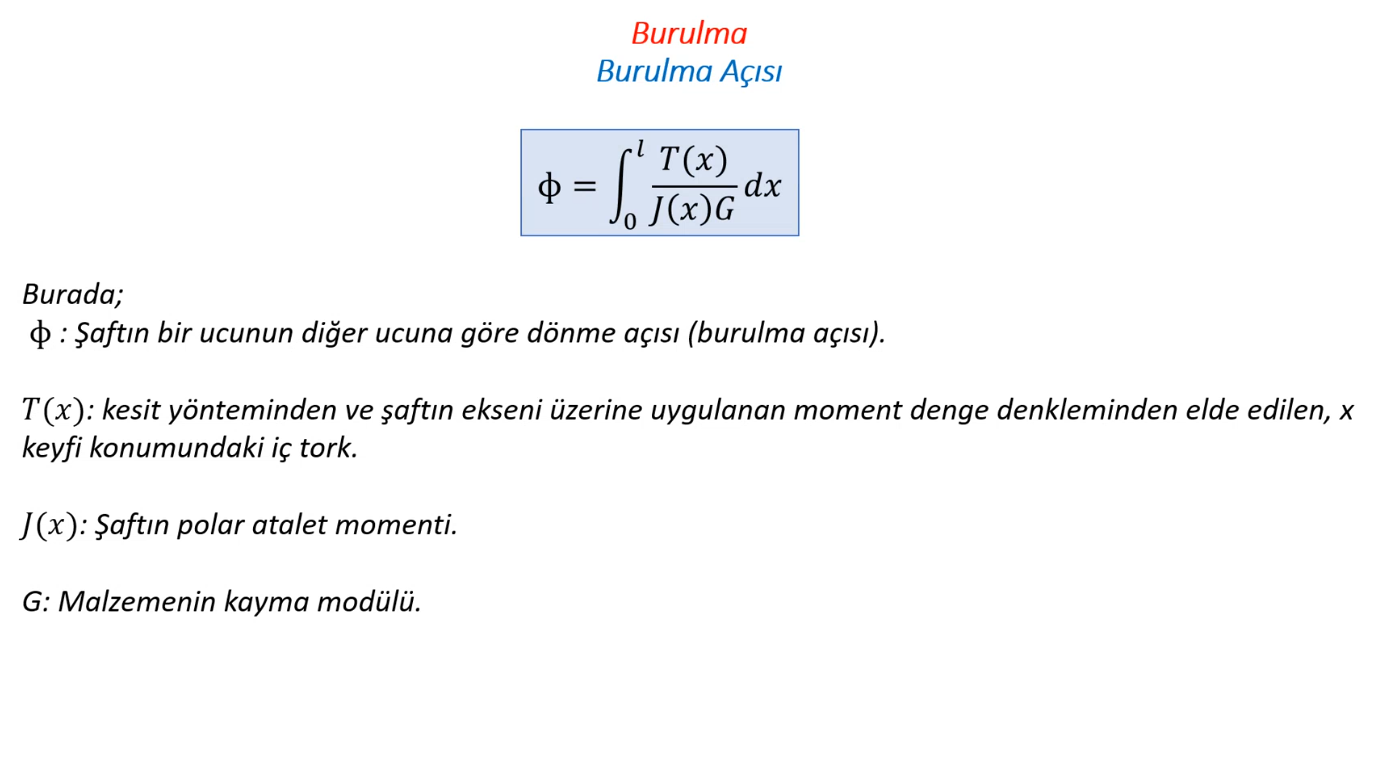 Burulma
Burulma Açısı
ϕ = ∫₀ˡ T(x)/J(x)G dx
Burada;
ϕ : Şaftın bir ucunun diğer ucuna göre dönme açısı (burulma açısı).
T(x): kesit yönteminden ve şaftın ekseni üzerine uygulanan moment denge denkleminden elde edilen, x
keyfi konumundaki iç tork.
J(x): Şaftın polar atalet momenti.
G: Malzemenin kayma modülü.